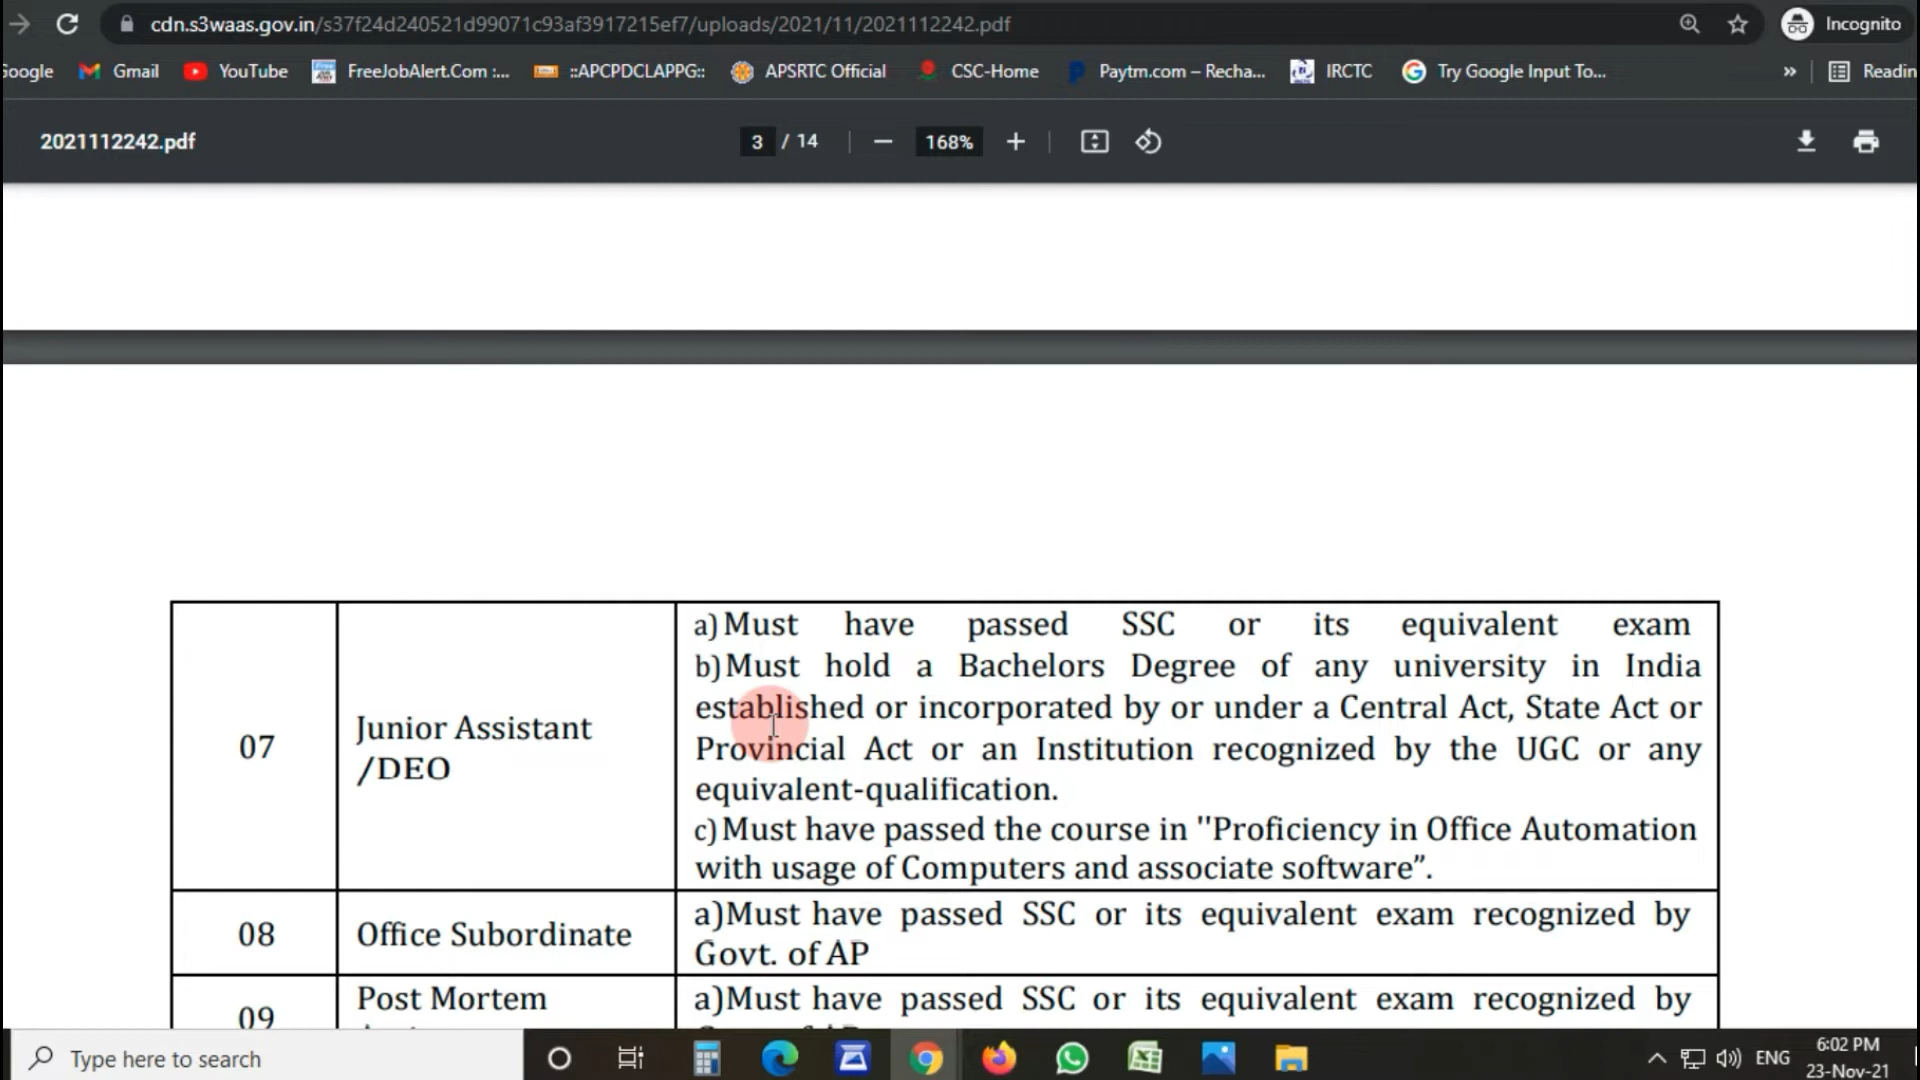 cdn.s3waas.gov.in/s37f24d240521d99071c93af3917215ef7/uploads/2021/11/2021112242.pdf
Incognito
Google
Gmail
YouTube
FreeJobAlert.Com :...
::APCPDCLAPPG::
APSRTC Official
CSC-Home
Paytm.com – Recha...
IRCTC
Try Google Input To...
»
Readin
2021112242.pdf
3 / 14
168%
07
Junior Assistant
/DEO
a) Must have passed SSC or its equivalent exam
b) Must hold a Bachelors Degree of any university in India
established or incorporated by or under a Central Act, State Act or
Provincial Act or an Institution recognized by the UGC or any
equivalent-qualification.
c) Must have passed the course in ''Proficiency in Office Automation
with usage of Computers and associate software”.
08
Office Subordinate
a)Must have passed SSC or its equivalent exam recognized by
Govt. of AP
09
Post Mortem
a)Must have passed SSC or its equivalent exam recognized by
Type here to search
ENG
6:02 PM
23-Nov-21